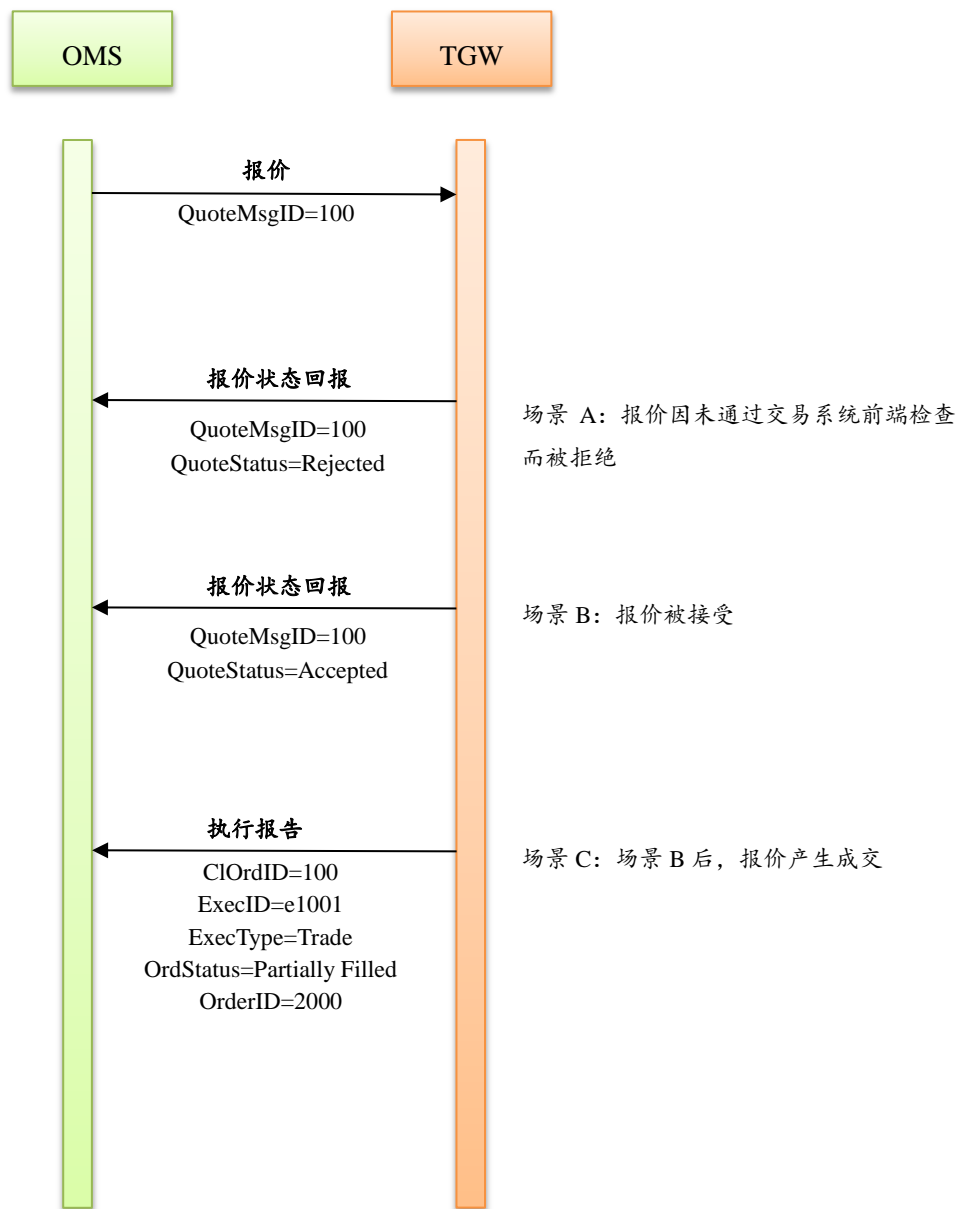 OMS
TGW
报价
QuoteMsgID=100
报价状态回报
QuoteMsgID=100
QuoteStatus=Rejected
场景 A：报价因未通过交易系统前端检查
而被拒绝
报价状态回报
QuoteMsgID=100
QuoteStatus=Accepted
场景 B：报价被接受
执行报告
ClOrdID=100
ExecID=e1001
ExecType=Trade
OrdStatus=Partially Filled
OrderID=2000
场景 C：场景 B 后，报价产生成交